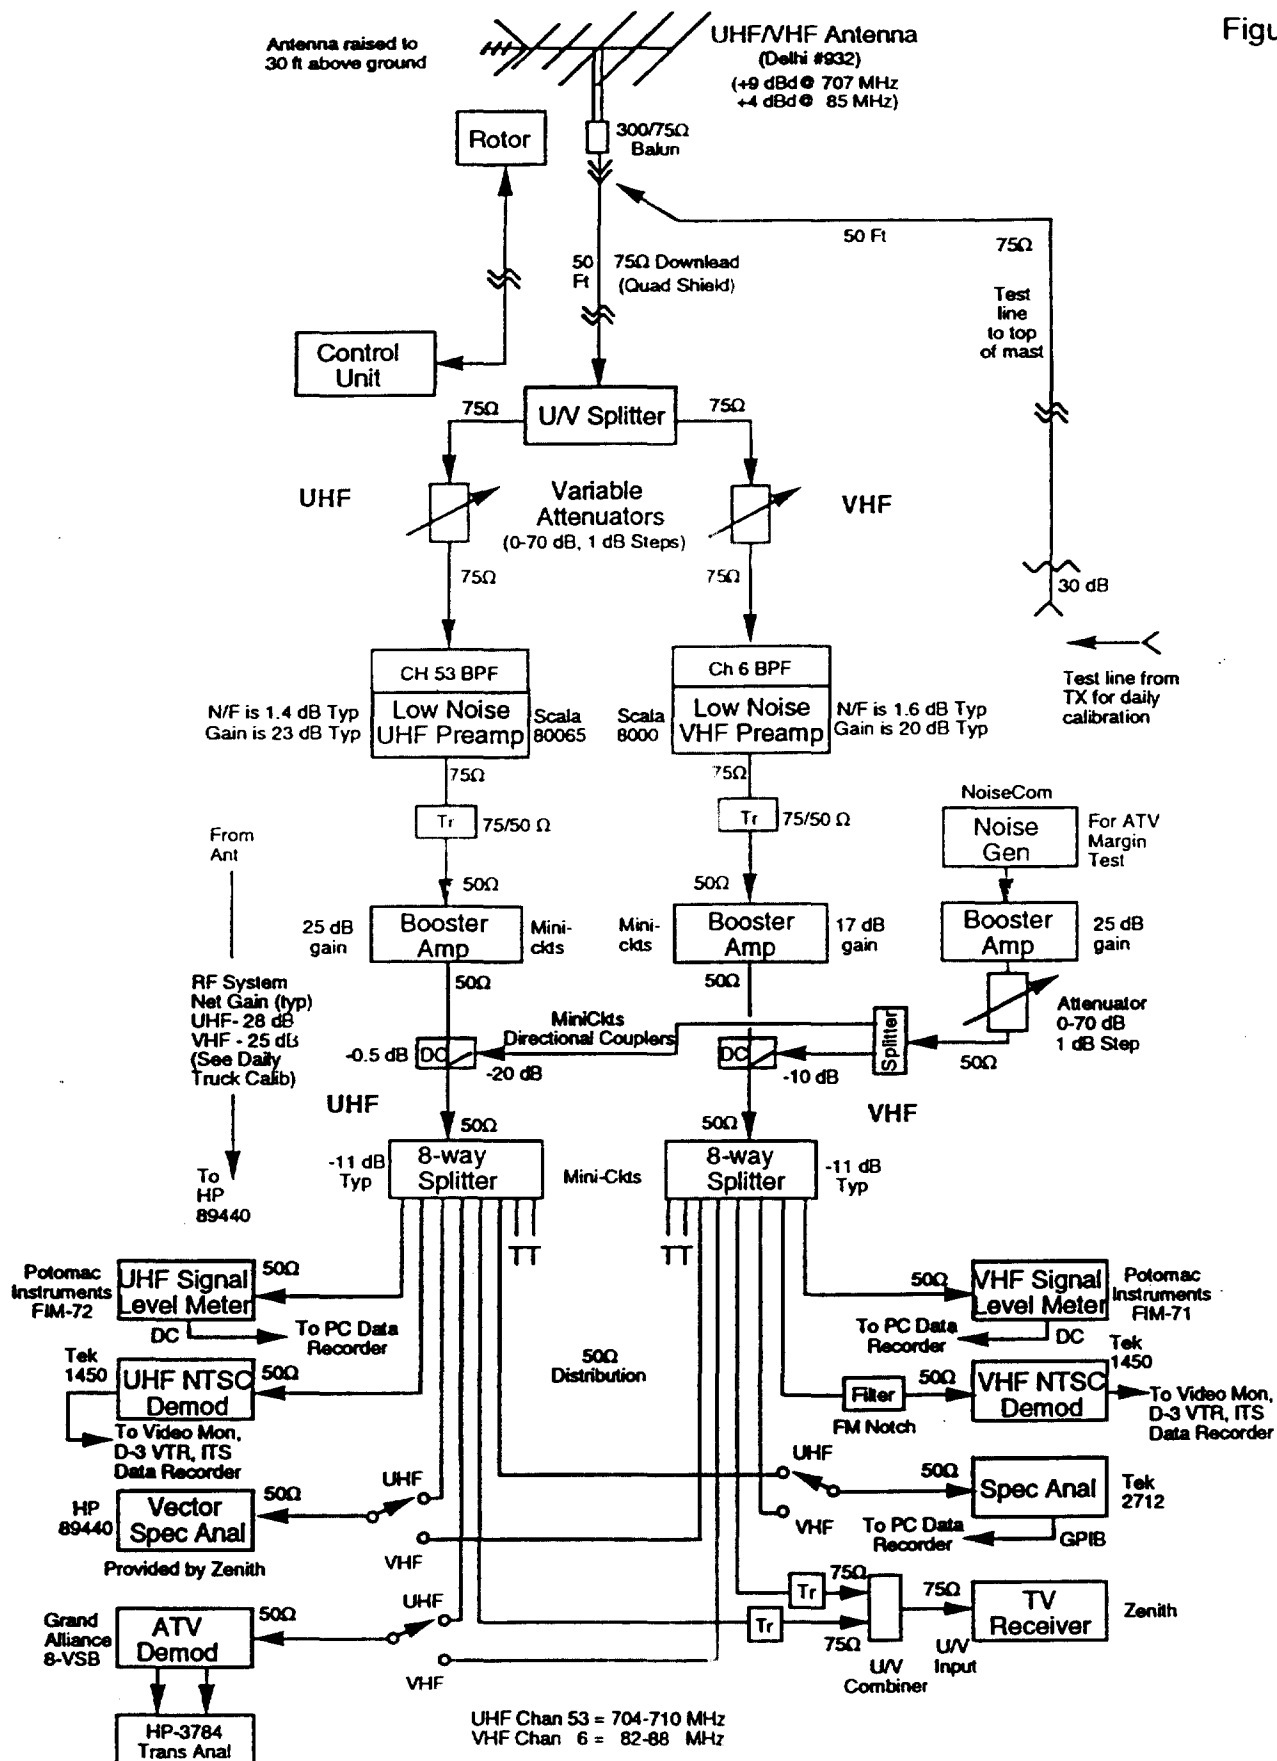 Figu
Antenna raised to
30 ft above ground
UHF/VHF Antenna
(Delhi #932)
(+9 dBd@ 707 MHz
+4 dBd@ 85 MHz)
Rotor
300/75Ω
Balun
50 Ft
75Ω
50
Ft
75Ω Downlead
(Quad Shield)
Test
line
to top
of mast
Control
Unit
75Ω
U/V Splitter
75Ω
UHF
Variable
Attenuators
(0-70 dB, 1 dB Steps)
VHF
75Ω
75Ω
30 dB
Test line from
TX for daily
calibration
CH 53 BPF
Low Noise
UHF Preamp
N/F is 1.4 dB Typ
Gain is 23 dB Typ
Scala
80065
Scala
8000
Ch 6 BPF
Low Noise
VHF Preamp
N/F is 1.6 dB Typ
Gain is 20 dB Typ
75Ω
75Ω
Tr
75/50 Ω
Tr
75/50 Ω
NoiseCom
Noise
Gen
For ATV
Margin
Test
From
Ant
50Ω
50Ω
25 dB
gain
Booster
Amp
Mini-
ckts
Mini-
ckts
Booster
Amp
17 dB
gain
Booster
Amp
25 dB
gain
50Ω
50Ω
RF System
Net Gain (typ)
UHF- 28 dB
VHF - 25 dB
(See Daily
Truck Calib)
MiniCkts
Directional Couplers
Splitter
Attenuator
0-70 dB
1 dB Step
50Ω
-0.5 dB
DC
-20 dB
DC
-10 dB
UHF
VHF
50Ω
50Ω
-11 dB
Typ
8-way
Splitter
Mini-Ckts
8-way
Splitter
-11 dB
Typ
To
HP
89440
Potomac
Instruments
FIM-72
UHF Signal
Level Meter
50Ω
DC
To PC Data
Recorder
50Ω
VHF Signal
Level Meter
Potomac
Instruments
FIM-71
To PC Data
Recorder
DC
50Ω
Distribution
Tek
1450
UHF NTSC
Demod
50Ω
To Video Mon,
D-3 VTR, ITS
Data Recorder
Filter
FM Notch
50Ω
VHF NTSC
Demod
Tek
1450
To Video Mon,
D-3 VTR, ITS
Data Recorder
HP
89440
Vector
Spec Anal
50Ω
UHF
VHF
Provided by Zenith
UHF
VHF
50Ω
Spec Anal
Tek
2712
To PC Data
Recorder
GPIB
Grand
Alliance
8-VSB
ATV
Demod
50Ω
UHF
VHF
Tr
75Ω
Tr
75Ω
U/V
Combiner
75Ω
U/V
Input
TV
Receiver
Zenith
HP-3784
Trans Anal
UHF Chan 53 = 704-710 MHz
VHF Chan 6 = 82-88 MHz